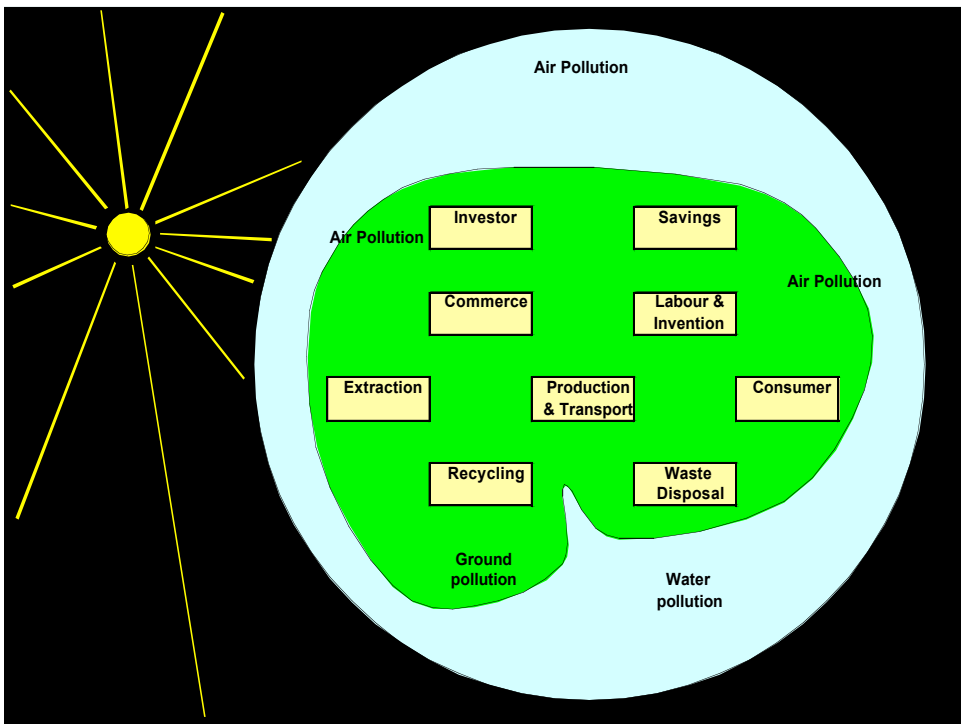 Air Pollution
Investor
Savings
Air Pollution
Air Pollution
Commerce
Labour &
Invention
Extraction
Production
& Transport
Consumer
Recycling
Waste
Disposal
Ground
pollution
Water
pollution